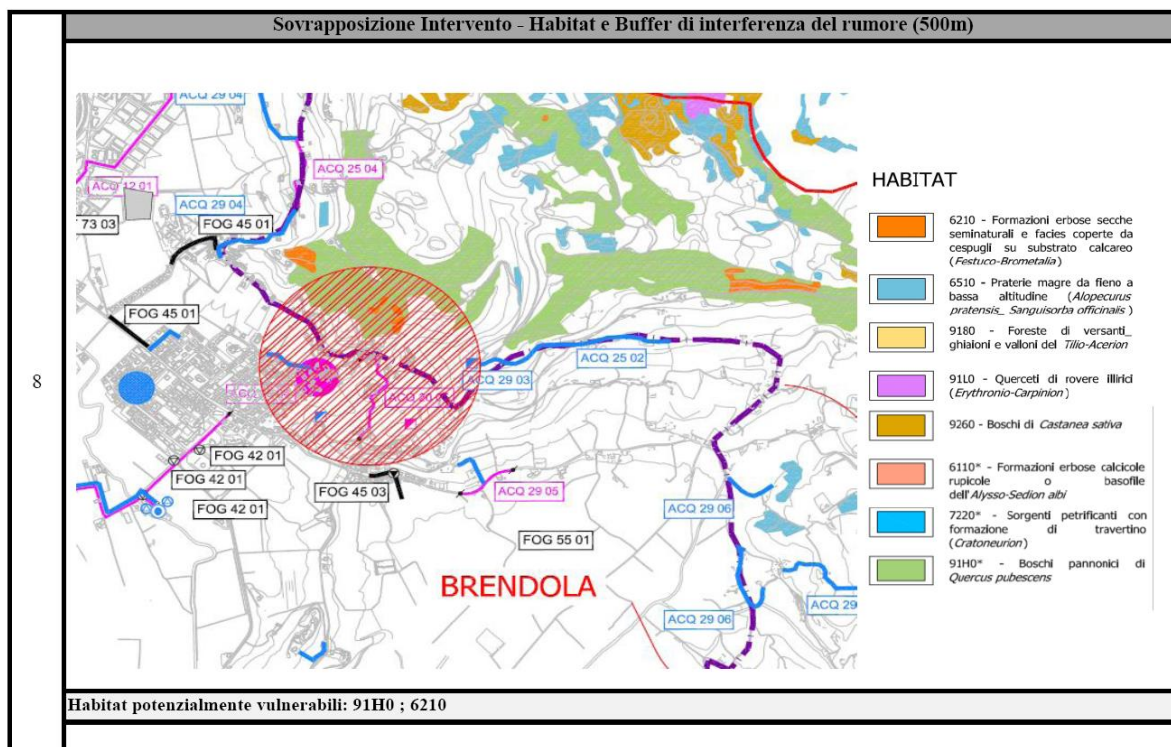 Sovrapposizione Intervento - Habitat e Buffer di interferenza del rumore (500m)
8
ACQ 29 04
ACQ 25 04
ACQ 12 01
ACQ 29 04
73 03
FOG 45 01
FOG 45 01
ACQ 25 02
ACQ 29 03
FOG 42 01
FOG 42 01
FOG 45 03
ACQ 29 05
FOG 42 01
ACQ 29 06
FOG 55 01
BRENDOLA
ACQ 29
ACQ 29 06
HABITAT
6210 - Formazioni erbose secche
seminaturali e facies coperte da
cespugli su substrato calcareo
(Festuco-Brometalia)
6510 - Praterie magre da fieno a
bassa altitudine (Alopecurus
pratensis_ Sanguisorba officinalis)
9180 - Foreste di versanti_
ghiaioni e valloni del Tilio-Acerion
91L0 - Querceti di rovere illirici
(Erythronio-Carpinion)
9260 - Boschi di Castanea sativa
6110* - Formazioni erbose calcicole
rupicole o basofile
dell'Alysso-Sedion albi
7220* - Sorgenti petrificanti con
formazione di travertino
(Cratoneurion)
91H0* - Boschi pannonici di
Quercus pubescens
Habitat potenzialmente vulnerabili: 91H0 ; 6210